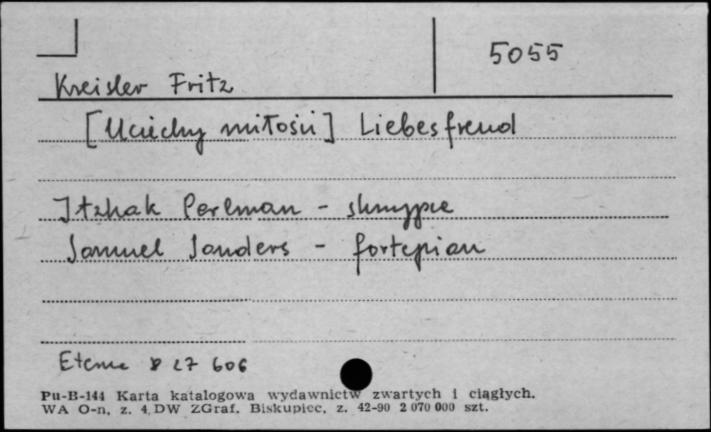 5055
Kreisler Fritz
[Uciechy miłości] Liebesfreud
Itzhak Perlman - skrzypce
Samuel Sanders - fortepian
Eterna 8 27 606
Pu-B-144 Karta katalogowa wydawnictw zwartych i ciągłych.
WA O-n, z. 4. DW ZGraf. Biskupiec, z. 42-90 2 070 000 szt.